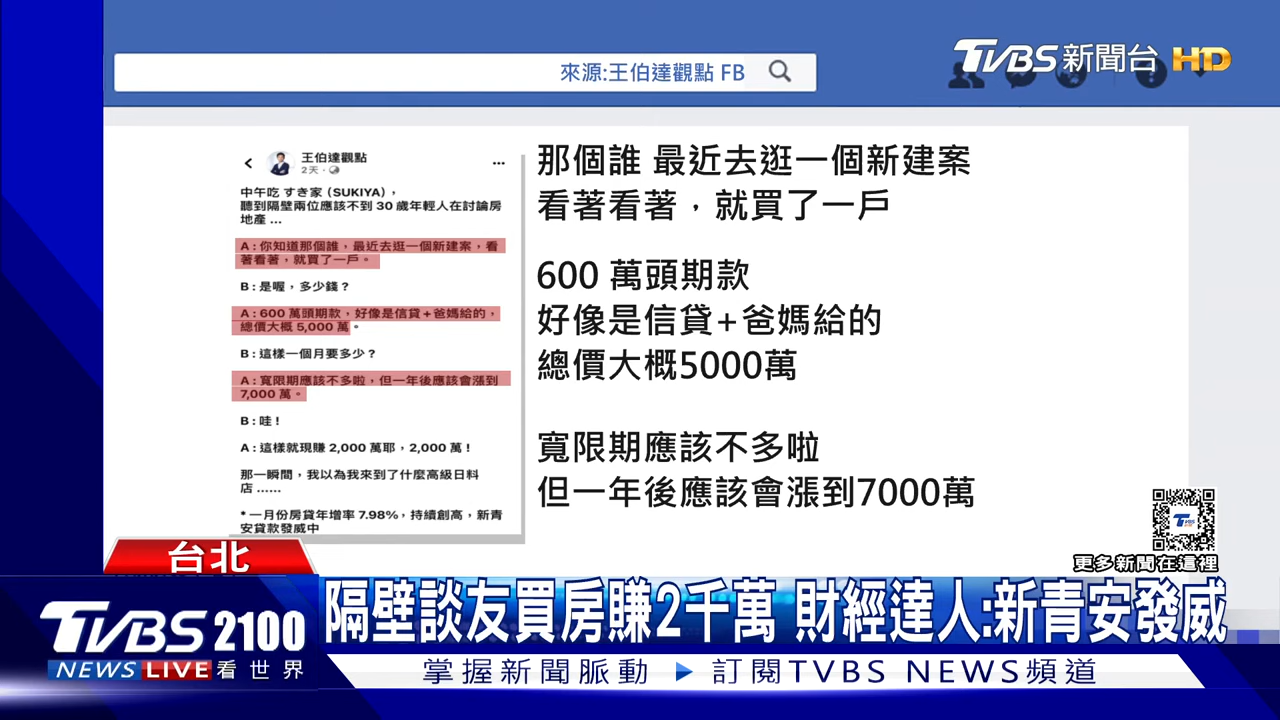 來源:王伯達觀點 FB
TVBS新聞台 HD
王伯達觀點
2天
中午吃 すき家(SUKIYA),
聽到隔壁兩位應該不到 30 歲年輕人在討論房
地產 ...
A:你知道那個誰,最近去逛一個新建案,看
著看著,就買了一戶。
B:是喔,多少錢?
A:600 萬頭期款,好像是信貸+爸媽給的,
總價大概 5,000 萬。
B:這樣一個月要多少?
A:寬限期應該不多啦,但一年後應該會漲到
7,000 萬。
B:哇!
A:這樣就現賺 2,000 萬耶,2,000 萬!
那一瞬間,我以為我來到了什麼高級日料
店 ......
*一月份房貸年增率 7.98%,持續創高,新青
安貸款發威中
那個誰 最近去逛一個新建案
看著看著,就買了一戶
600 萬頭期款
好像是信貸+爸媽給的
總價大概5000萬
寬限期應該不多啦
但一年後應該會漲到7000萬
TVBS
更多新聞在這裡
台北
隔壁談友買房賺2千萬 財經達人:新青安發威
TVBS 2100
NEWS LIVE 看世界
掌握新聞脈動 ▶ 訂閱TVBS NEWS頻道